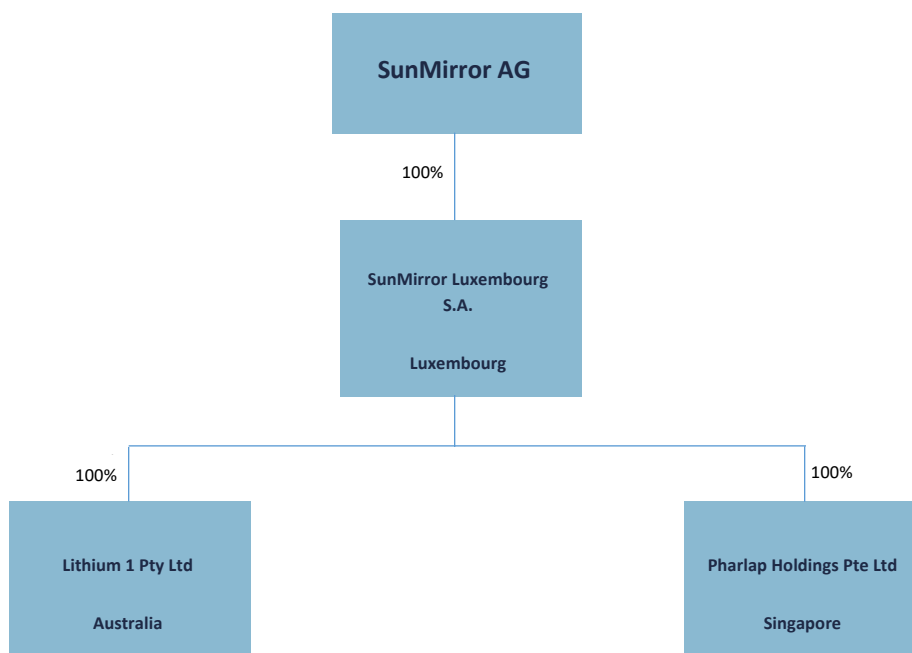 SunMirror AG
100%
SunMirror Luxembourg
S.A.
Luxembourg
100%
100%
Lithium 1 Pty Ltd
Pharlap Holdings Pte Ltd
Australia
Singapore